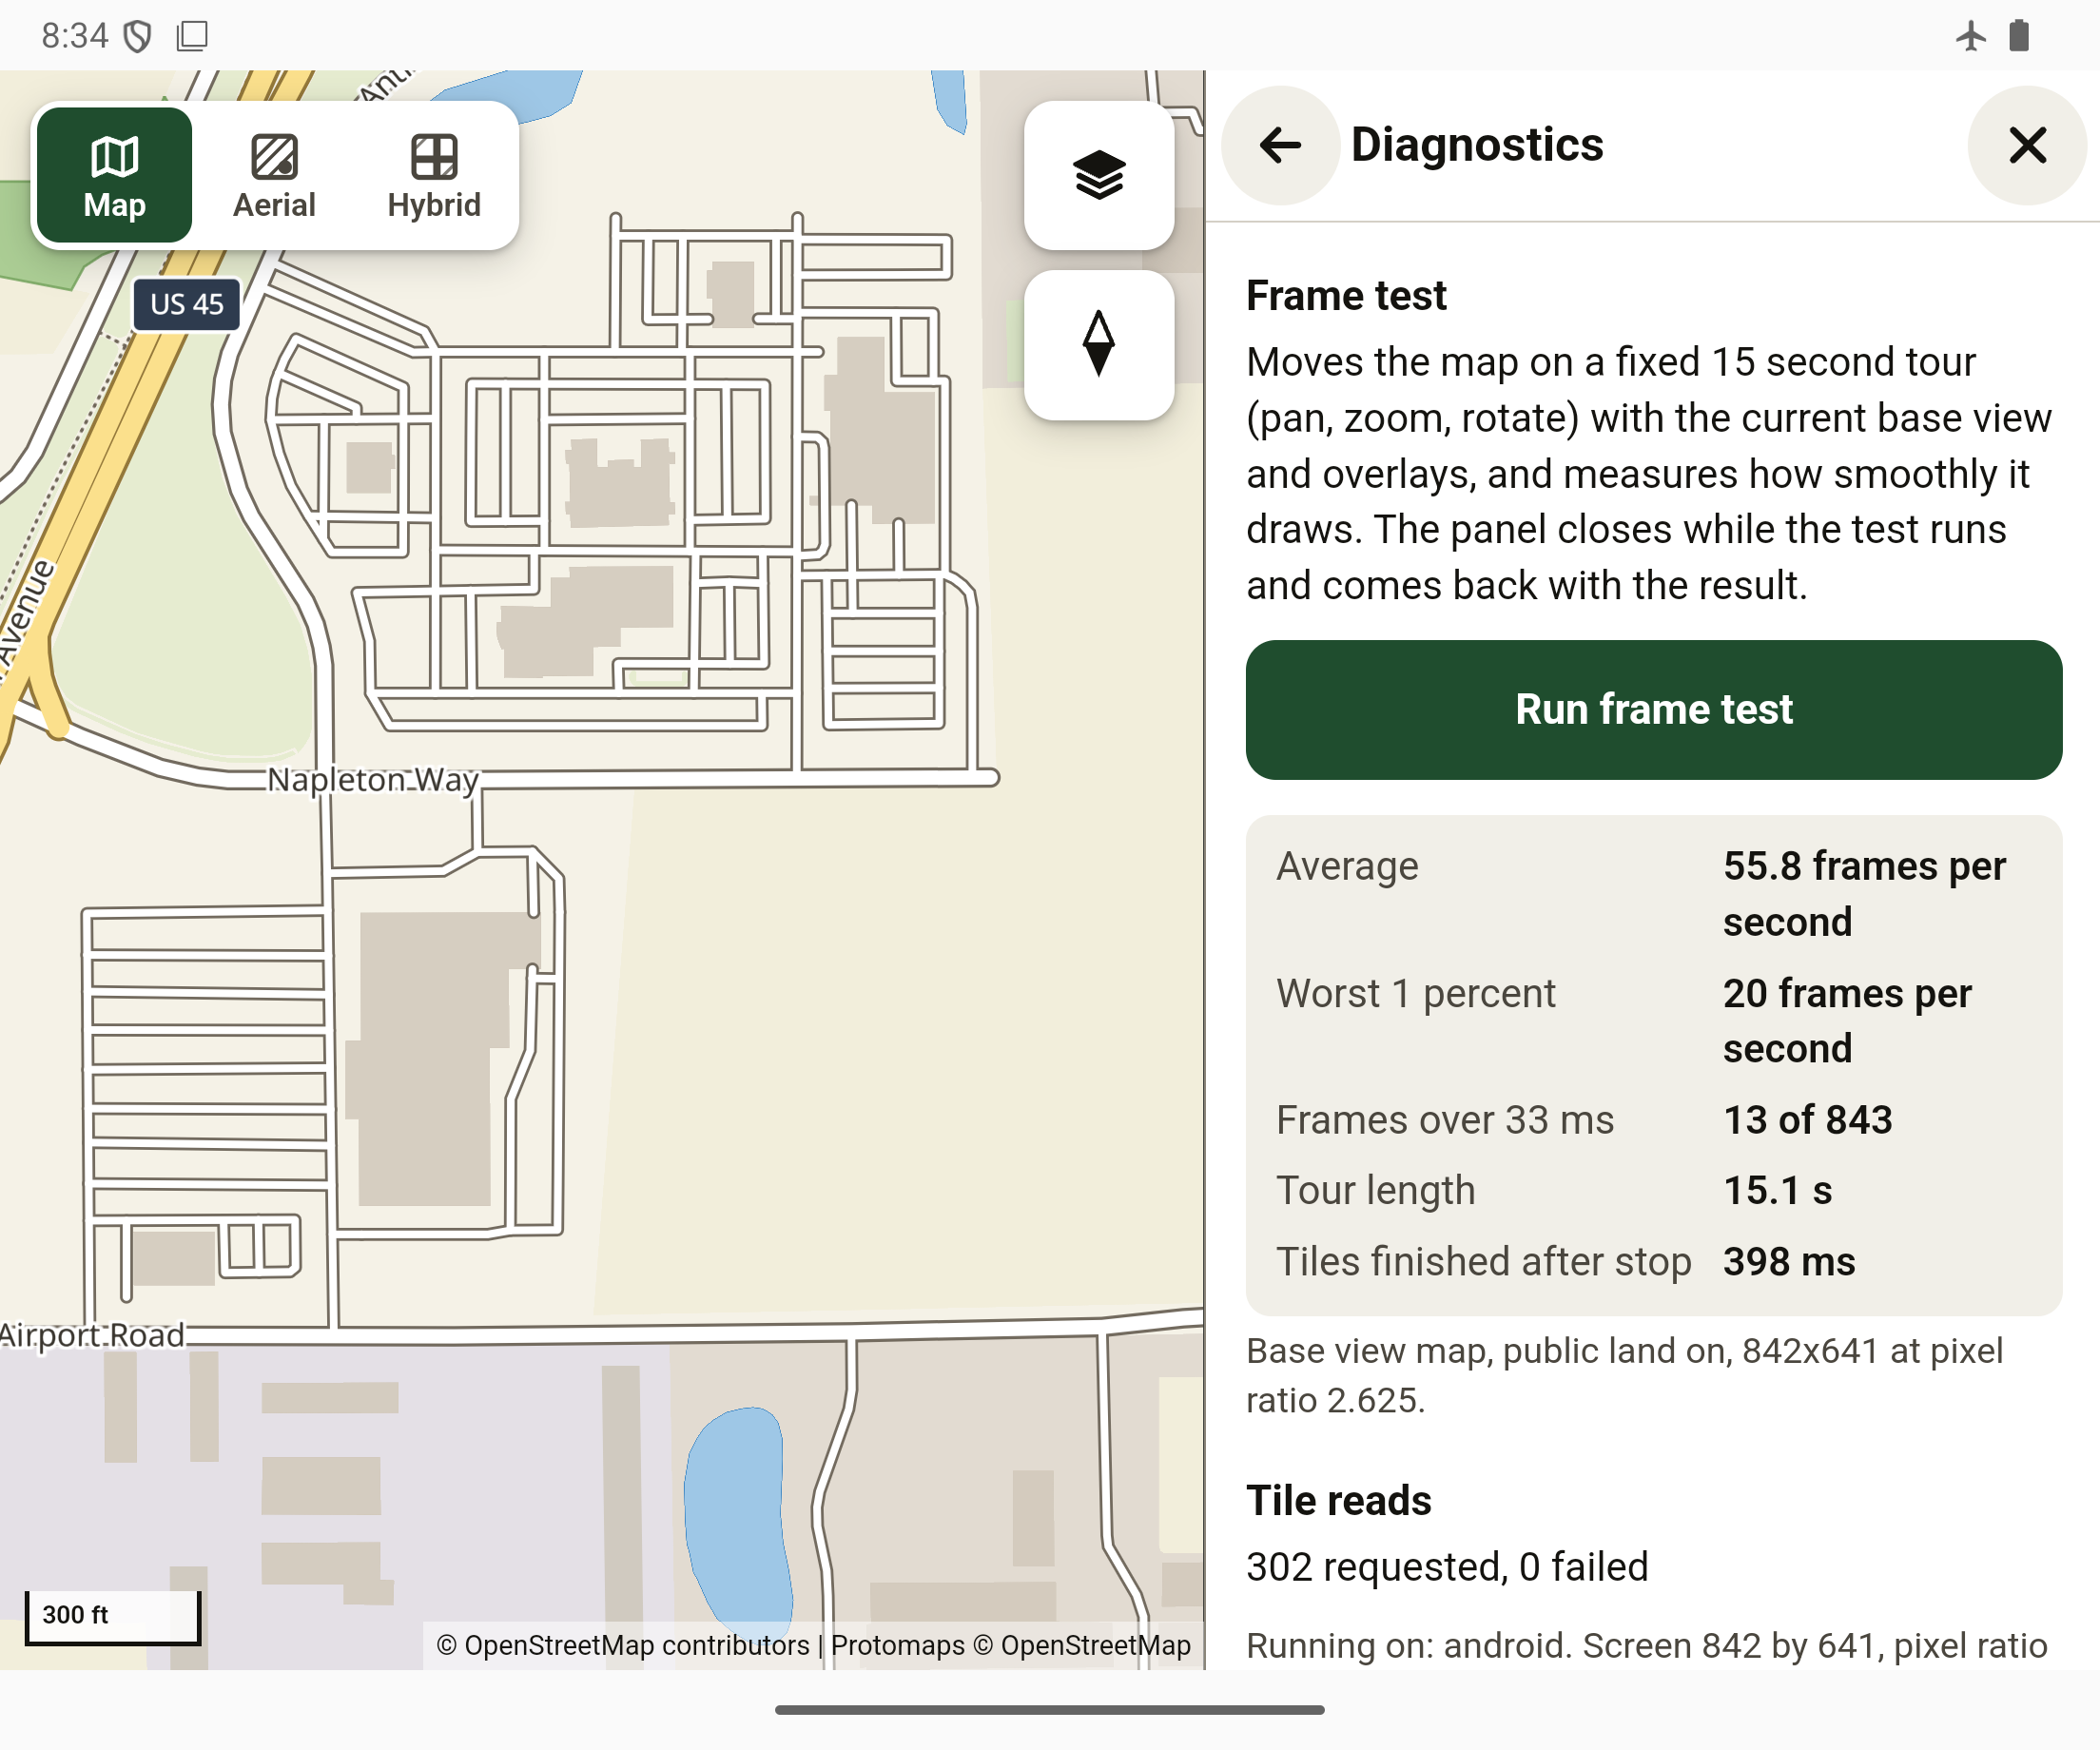 8:34
Map
Aerial
Hybrid
US 45
Avenue
Napleton Way
Airport Road
300 ft
© OpenStreetMap contributors | Protomaps © OpenStreetMap
Diagnostics
Frame test
Moves the map on a fixed 15 second tour
(pan, zoom, rotate) with the current base view
and overlays, and measures how smoothly it
draws. The panel closes while the test runs
and comes back with the result.
Run frame test
Average 55.8 frames per
second
Worst 1 percent 20 frames per
second
Frames over 33 ms 13 of 843
Tour length 15.1 s
Tiles finished after stop 398 ms
Base view map, public land on, 842x641 at pixel
ratio 2.625.
Tile reads
302 requested, 0 failed
Running on: android. Screen 842 by 641, pixel ratio